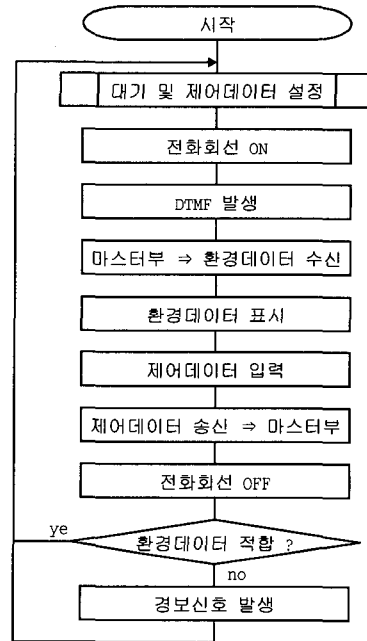 시작
대기 및 제어데이터 설정
전화회선 ON
DTMF 발생
마스터부 ⇒ 환경데이터 수신
환경데이터 표시
제어데이터 입력
제어데이터 송신 ⇒ 마스터부
전화회선 OFF
ye
환경데이터 적합 ?
no
경보신호 발생